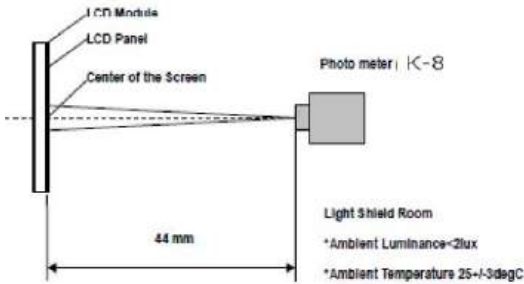 LCD Module
LCD Panel
Center of the Screen
Photo meter K-8
44 mm
Light Shield Room
*Ambient Luminance<2lux
*Ambient Temperature 25+/-3degC